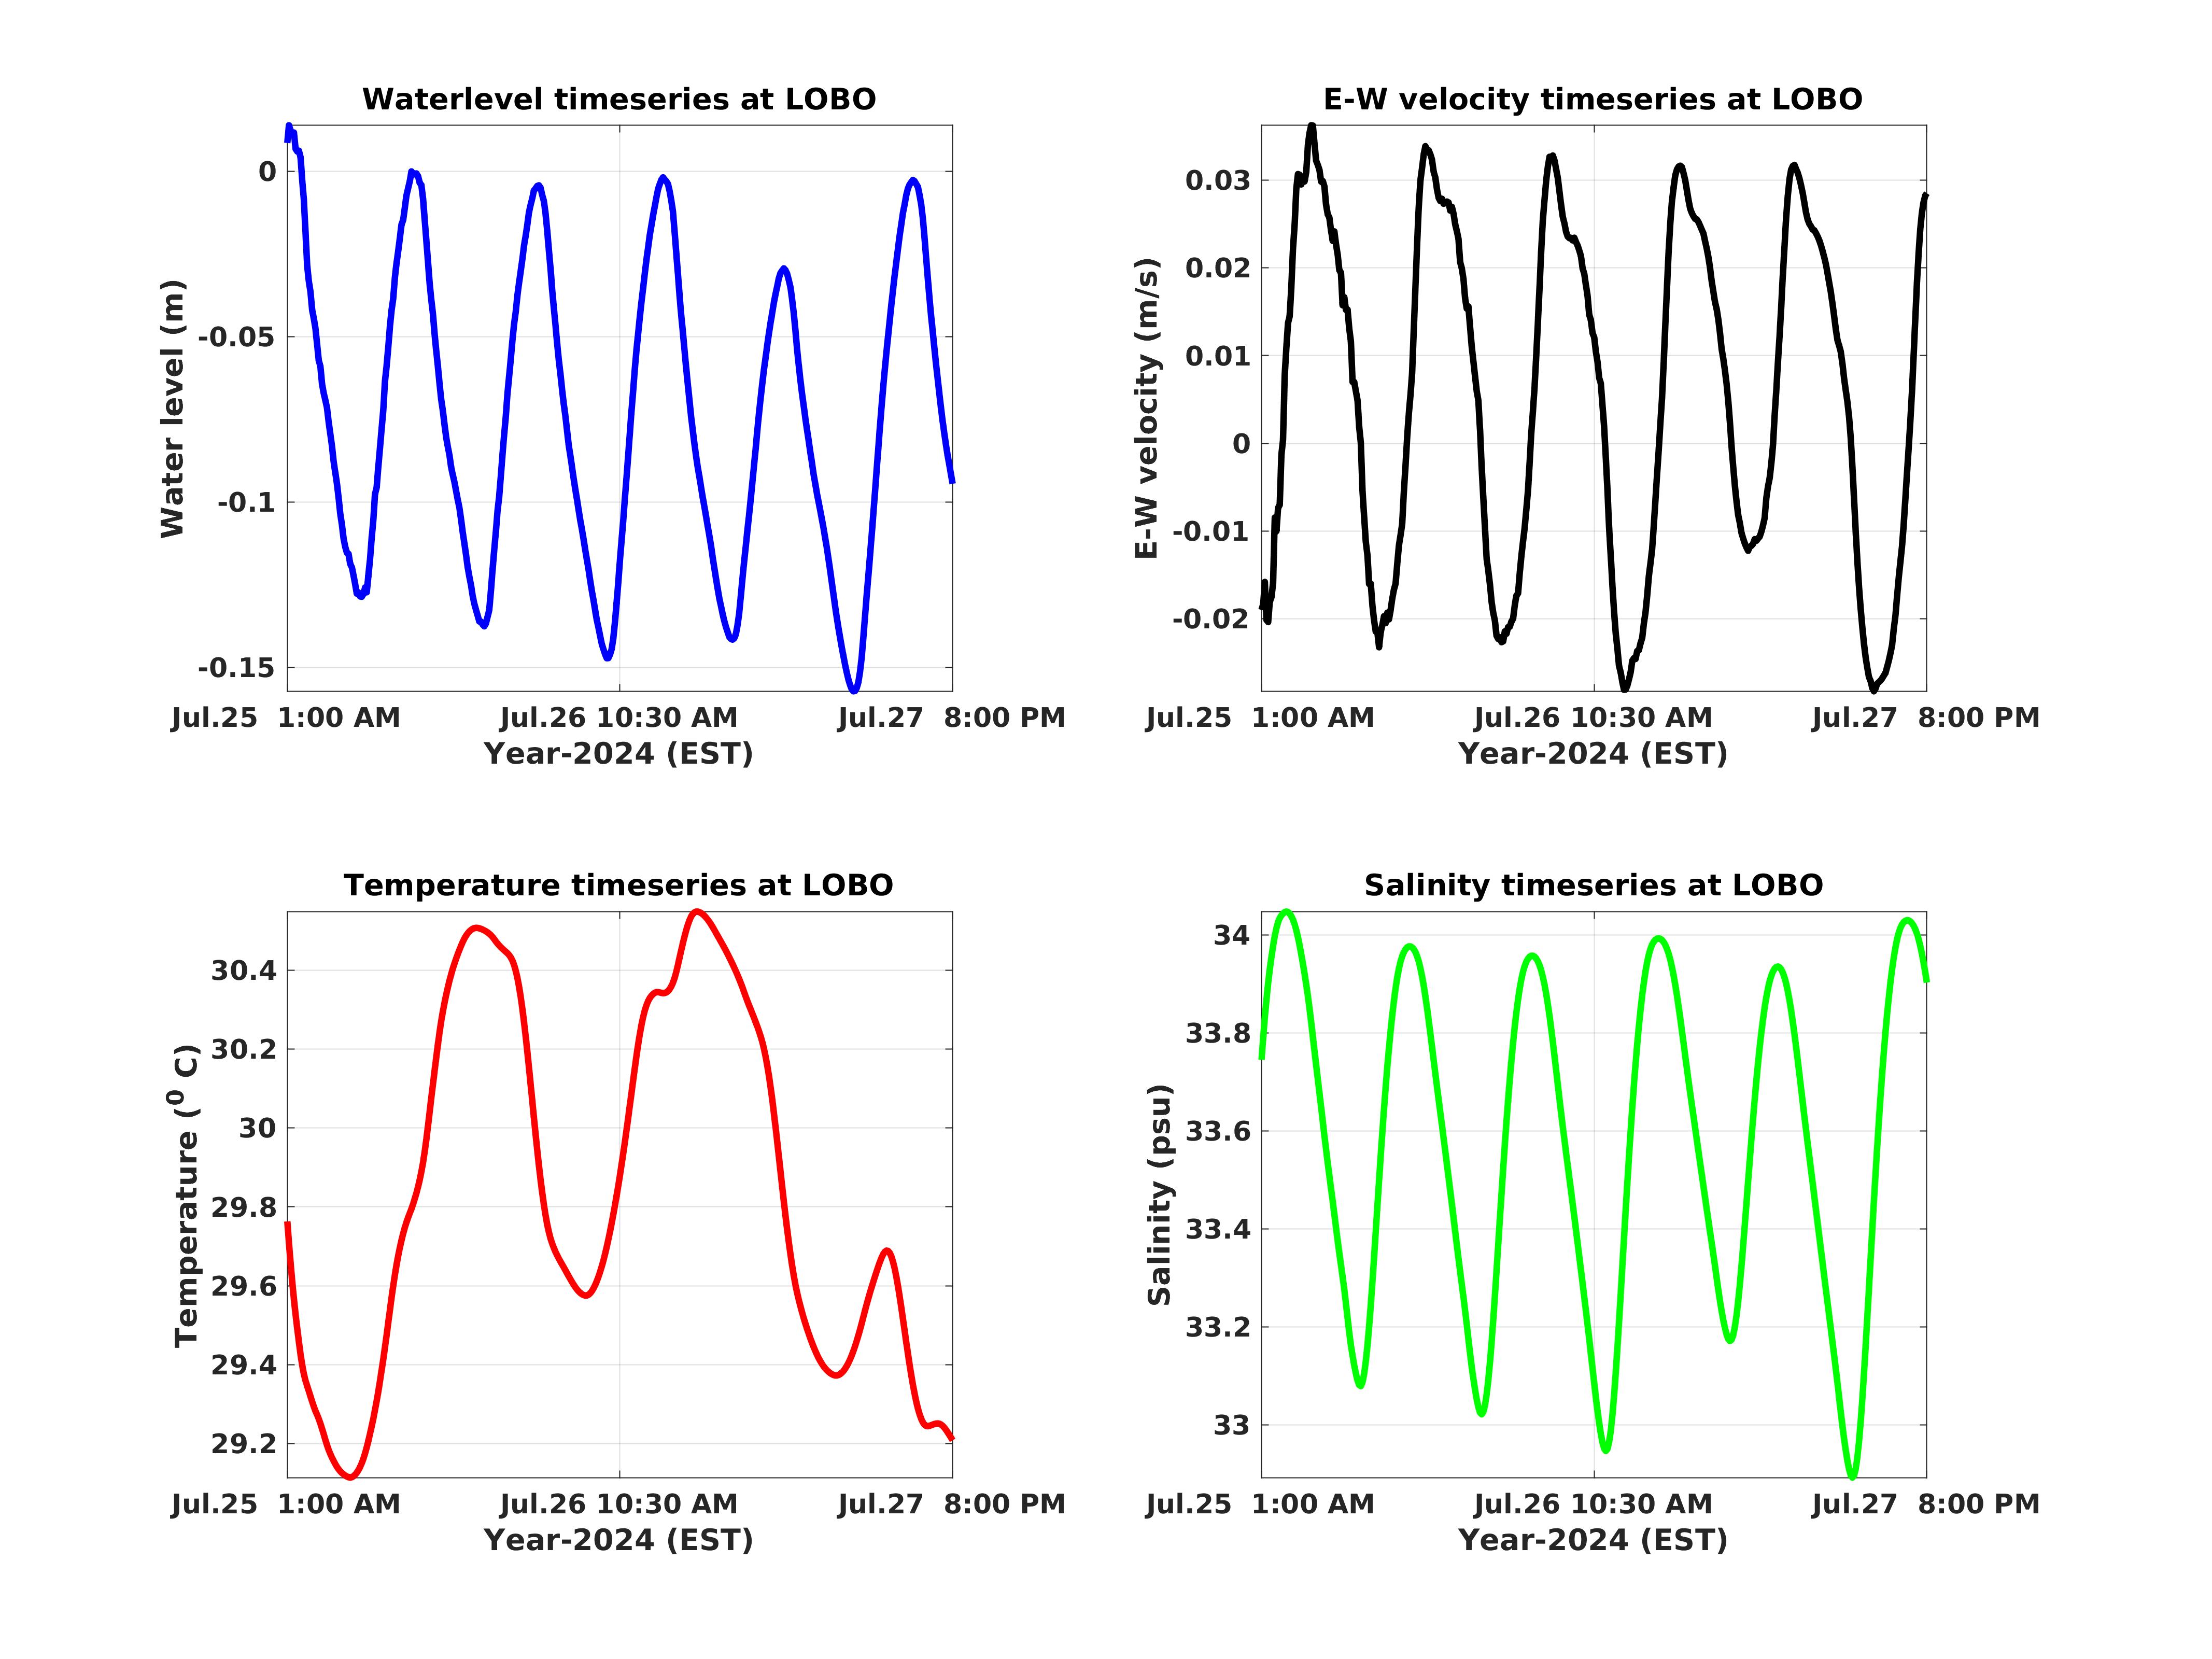 Waterlevel timeseries at LOBO
Water level (m)
0
-0.05
-0.1
-0.15
Jul.25 1:00 AM Jul.26 10:30 AM Jul.27 8:00 PM
Year-2024 (EST)
E-W velocity timeseries at LOBO
E-W velocity (m/s)
0.03
0.02
0.01
0
-0.01
-0.02
Jul.25 1:00 AM Jul.26 10:30 AM Jul.27 8:00 PM
Year-2024 (EST)
Temperature timeseries at LOBO
Temperature (⁰ C)
30.4
30.2
30
29.8
29.6
29.4
29.2
Jul.25 1:00 AM Jul.26 10:30 AM Jul.27 8:00 PM
Year-2024 (EST)
Salinity timeseries at LOBO
Salinity (psu)
34
33.8
33.6
33.4
33.2
33
Jul.25 1:00 AM Jul.26 10:30 AM Jul.27 8:00 PM
Year-2024 (EST)